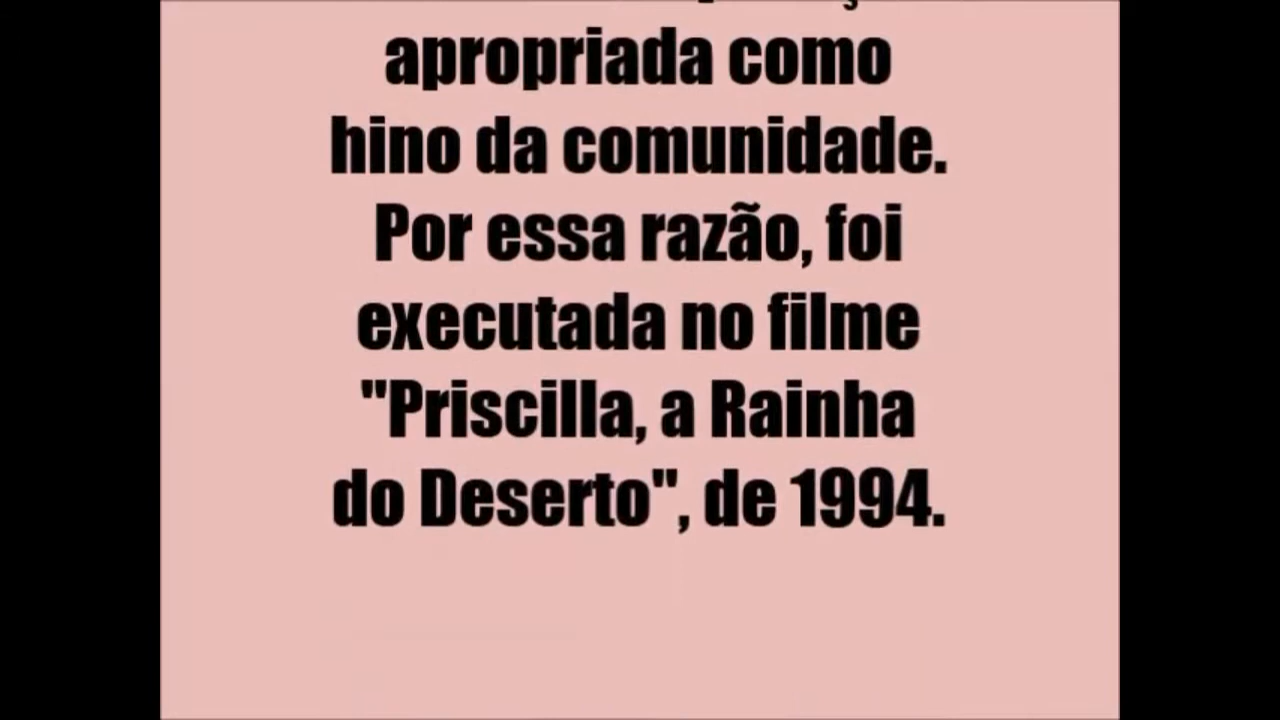 apropriada como
hino da comunidade.
Por essa razão, foi
executada no filme
"Priscilla, a Rainha
do Deserto", de 1994.